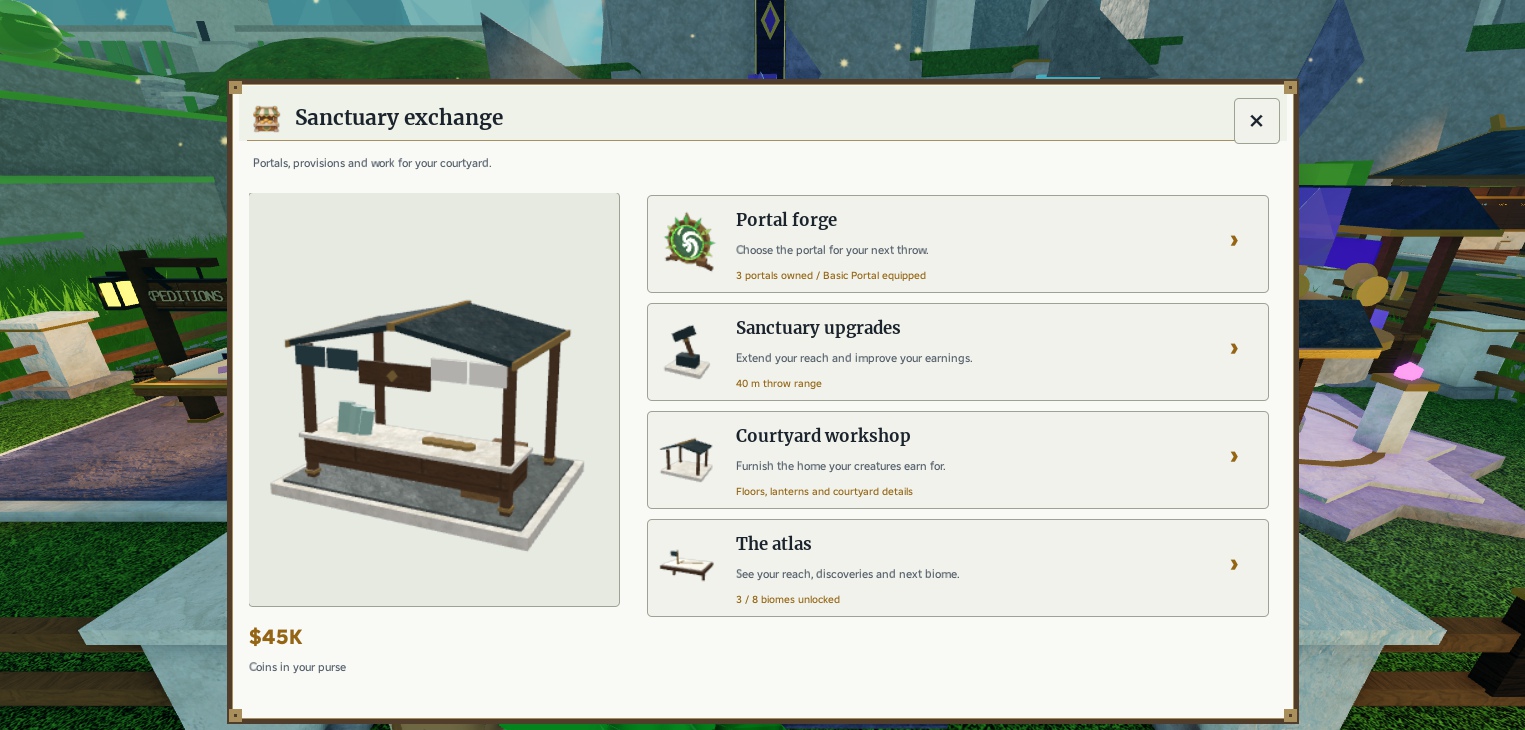 Sanctuary exchange
Portals, provisions and work for your courtyard.
Portal forge
Choose the portal for your next throw.
3 portals owned / Basic Portal equipped
Sanctuary upgrades
Extend your reach and improve your earnings.
40 m throw range
Courtyard workshop
Furnish the home your creatures earn for.
Floors, lanterns and courtyard details
The atlas
See your reach, discoveries and next biome.
3 / 8 biomes unlocked
$45K
Coins in your purse
XPEDITIONS